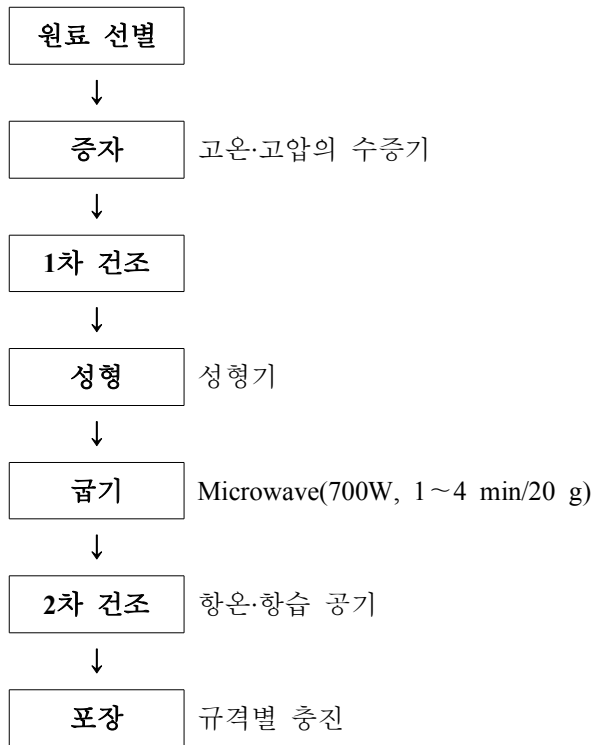 원료 선별
↓
증자 고온·고압의 수증기
↓
1차 건조
↓
성형 성형기
↓
굽기 Microwave(700W, 1～4 min/20 g)
↓
2차 건조 항온·항습 공기
↓
포장 규격별 충진